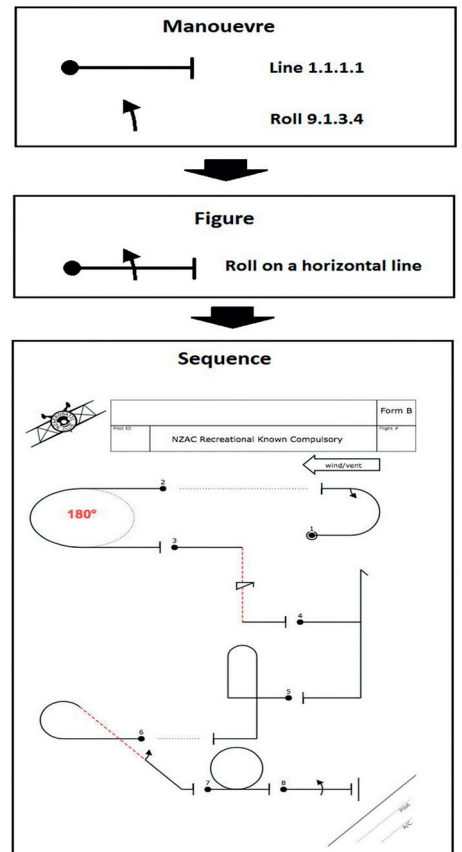 Manouevre
Line 1.1.1.1
Roll 9.1.3.4
Figure
Roll on a horizontal line
Sequence
Form B
Pilot ID
NZAC Recreational Known Compulsory
Flight #
wind/vent
2
180°
1
3
4
5
6
7
8
Pilot
A/C